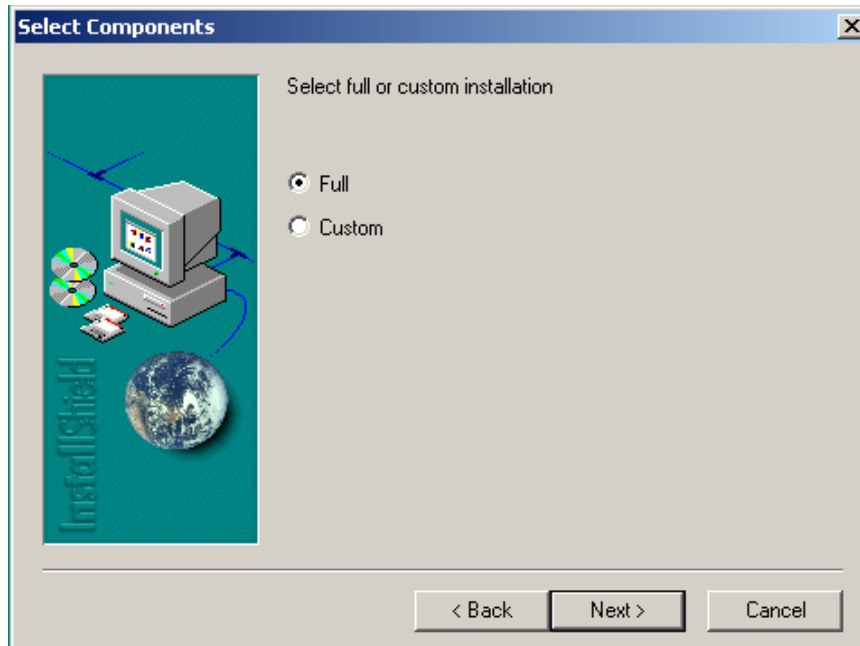 Select Components
Select full or custom installation
Full
Custom
InstallShield
< Back
Next >
Cancel